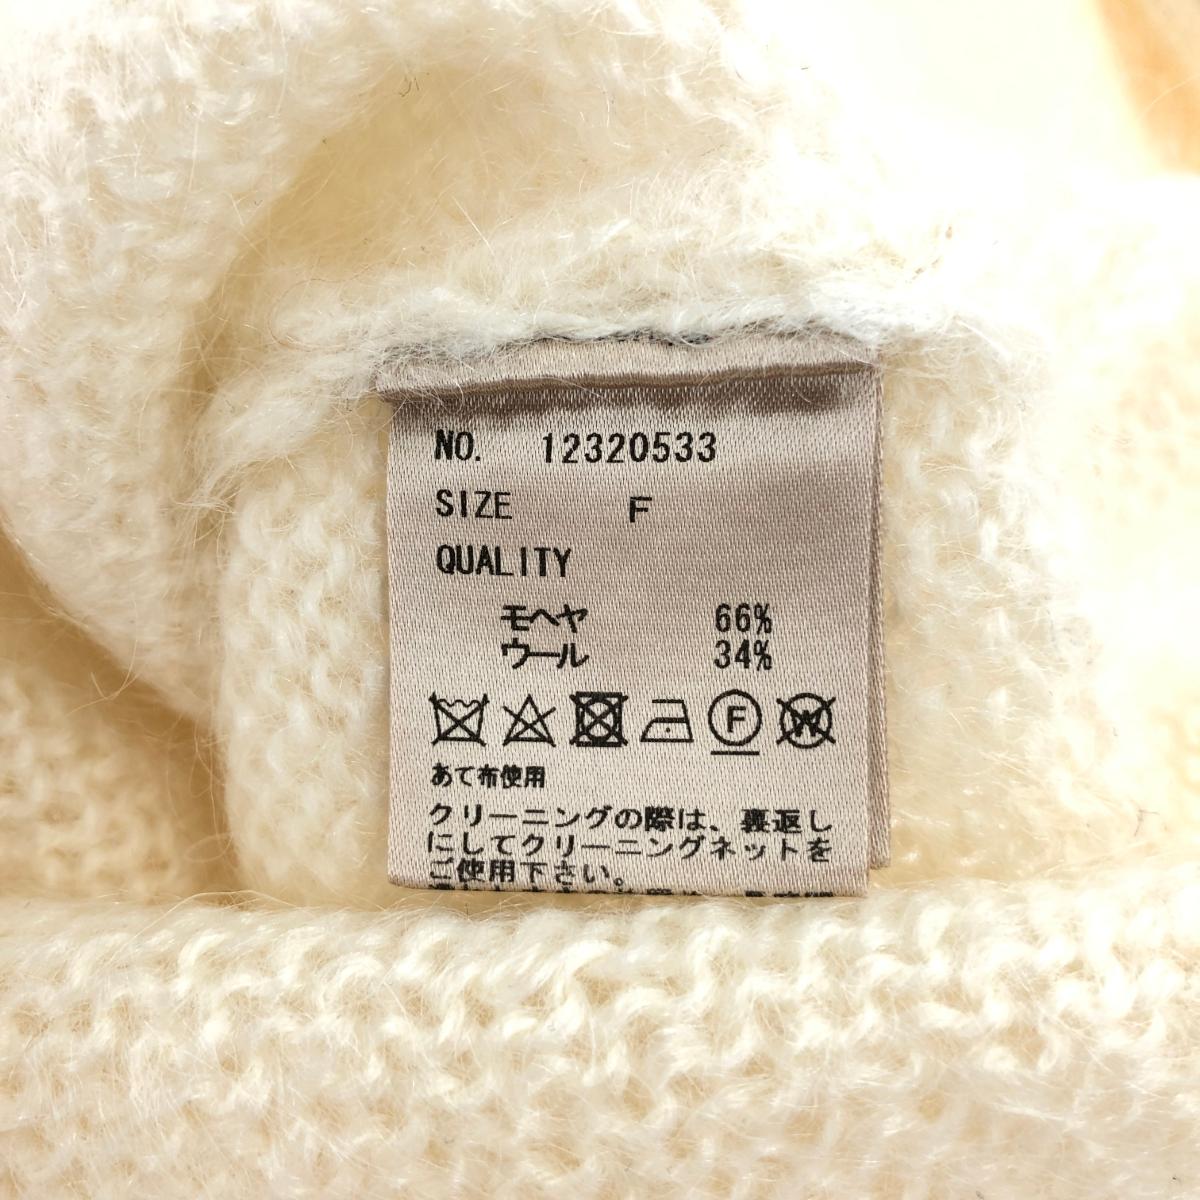 NO. 12320533
SIZE F
QUALITY
モヘヤ 66%
ウール 34%
F W
あて布使用
クリーニングの際は、裏返し
にしてクリーニングネットを
ご使用下さい。